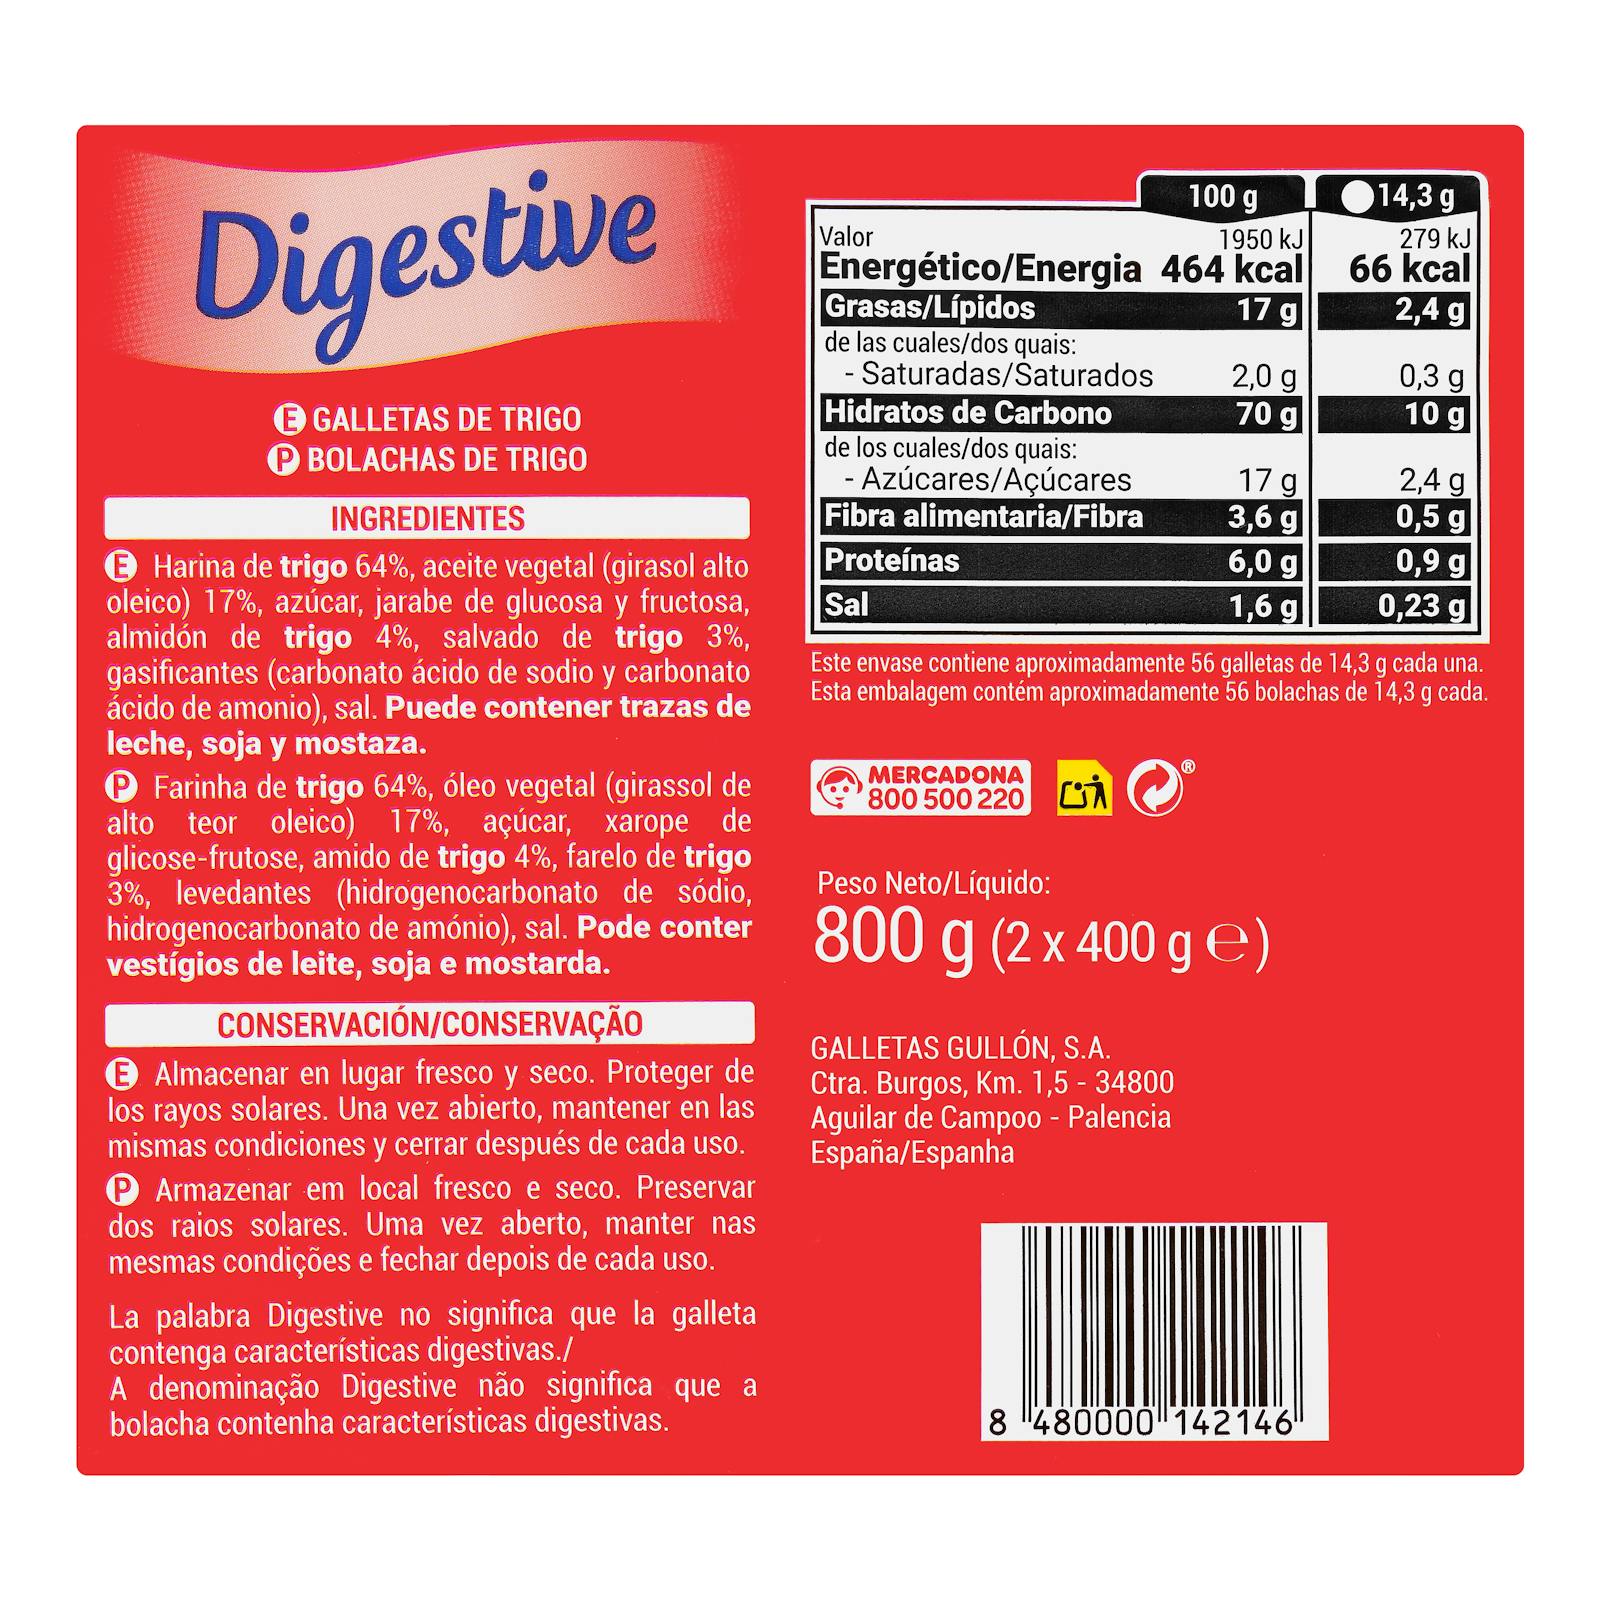 Digestive
E GALLETAS DE TRIGO
P BOLACHAS DE TRIGO
INGREDIENTES
E Harina de trigo 64%, aceite vegetal (girasol alto
oleico) 17%, azúcar, jarabe de glucosa y fructosa,
almidón de trigo 4%, salvado de trigo 3%,
gasificantes (carbonato ácido de sodio y carbonato
ácido de amonio), sal. Puede contener trazas de
leche, soja y mostaza.
P Farinha de trigo 64%, óleo vegetal (girassol de
alto teor oleico) 17%, açúcar, xarope de
glicose-frutose, amido de trigo 4%, farelo de trigo
3%, levedantes (hidrogenocarbonato de sódio,
hidrogenocarbonato de amónio), sal. Pode conter
vestígios de leite, soja e mostarda.
CONSERVACIÓN/CONSERVAÇÃO
E Almacenar en lugar fresco y seco. Proteger de
los rayos solares. Una vez abierto, mantener en las
mismas condiciones y cerrar después de cada uso.
P Armazenar em local fresco e seco. Preservar
dos raios solares. Uma vez aberto, manter nas
mesmas condições e fechar depois de cada uso.
La palabra Digestive no significa que la galleta
contenga características digestivas./
A denominação Digestive não significa que a
bolacha contenha características digestivas.
100 g 14,3 g
Valor 1950 kJ 279 kJ
Energético/Energia 464 kcal 66 kcal
Grasas/Lípidos 17 g 2,4 g
de las cuales/dos quais:
- Saturadas/Saturados 2,0 g 0,3 g
Hidratos de Carbono 70 g 10 g
de los cuales/dos quais:
- Azúcares/Açúcares 17 g 2,4 g
Fibra alimentaria/Fibra 3,6 g 0,5 g
Proteínas 6,0 g 0,9 g
Sal 1,6 g 0,23 g
Este envase contiene aproximadamente 56 galletas de 14,3 g cada una.
Esta embalagem contém aproximadamente 56 bolachas de 14,3 g cada.
MERCADONA
800 500 220
®
Peso Neto/Líquido:
800 g (2 x 400 g ℮)
GALLETAS GULLÓN, S.A.
Ctra. Burgos, Km. 1,5 - 34800
Aguilar de Campoo - Palencia
España/Espanha
8 480000 142146